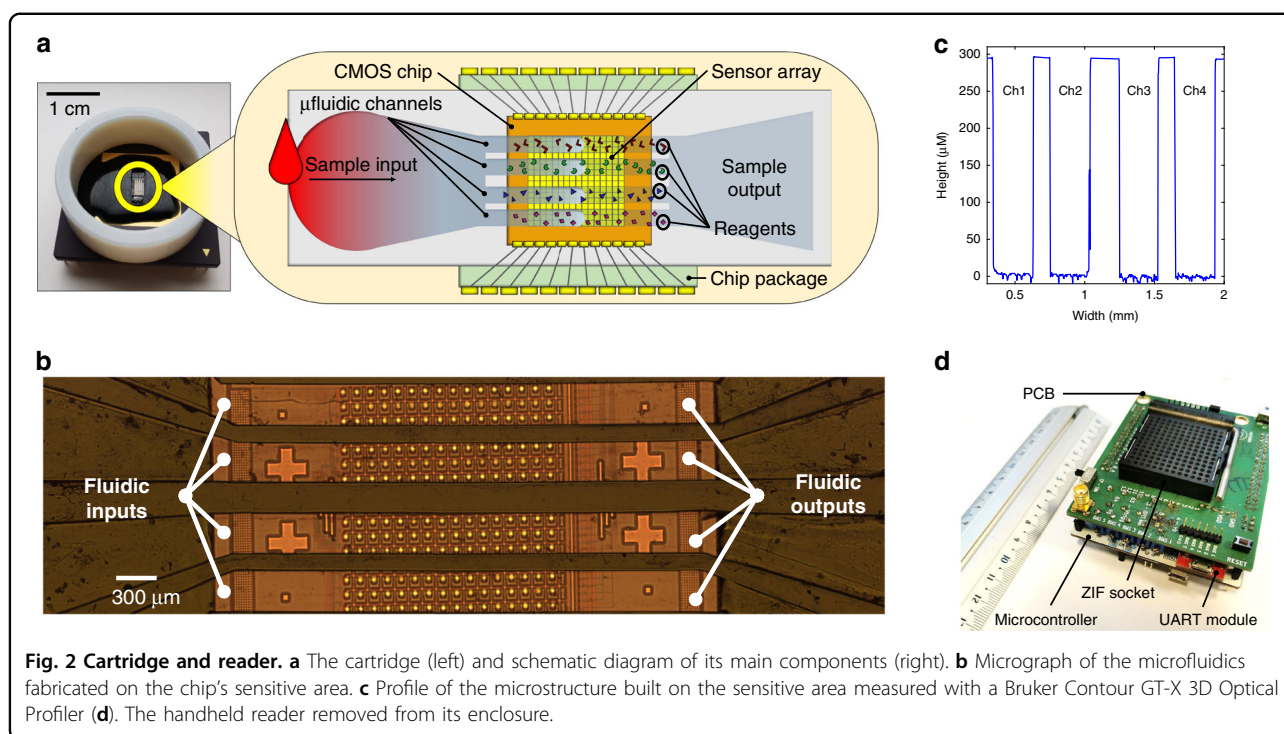 a
1 cm
CMOS chip
Sensor array
μfluidic channels
Sample input
Sample output
Reagents
Chip package
c
300
250
200
150
100
50
0
Height (μM)
Ch1 Ch2 Ch3 Ch4
0.5 1 1.5 2
Width (mm)
b
Fluidic inputs
Fluidic outputs
300 μm
d
PCB
RESET
ZIF socket
Microcontroller
UART module
Fig. 2 Cartridge and reader. a The cartridge (left) and schematic diagram of its main components (right). b Micrograph of the microfluidics
fabricated on the chip's sensitive area. c Profile of the microstructure built on the sensitive area measured with a Bruker Contour GT-X 3D Optical
Profiler (d). The handheld reader removed from its enclosure.